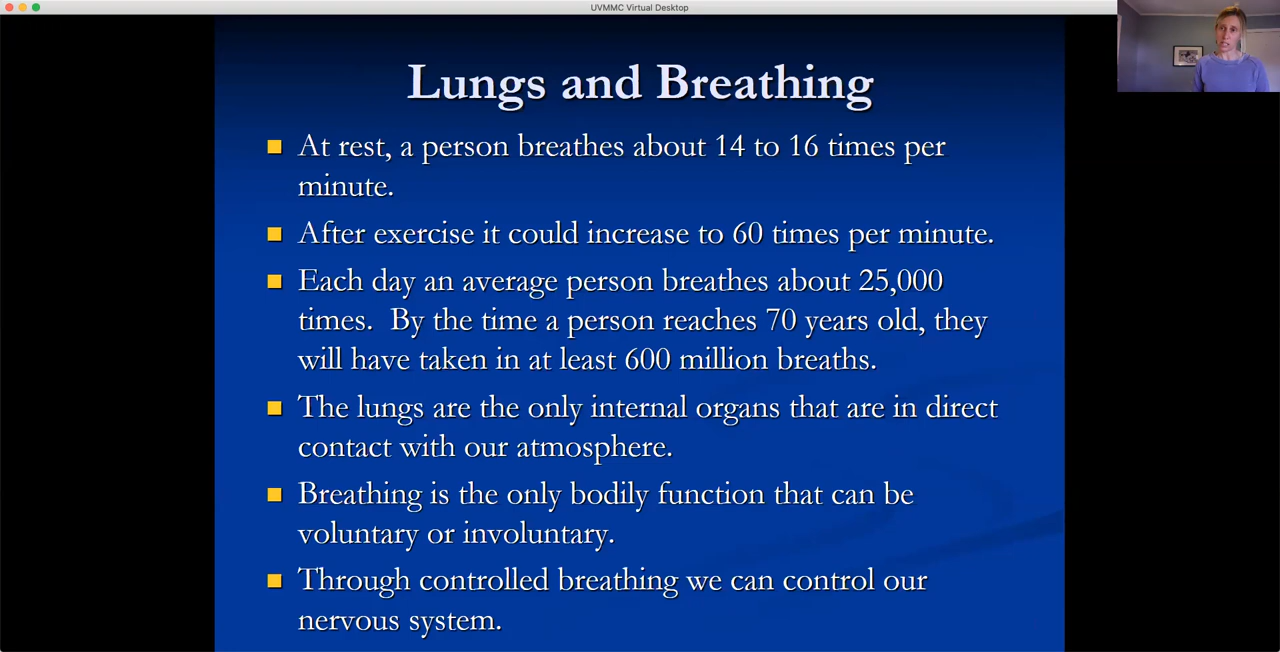 UVMMC Virtual Desktop
Lungs and Breathing
At rest, a person breathes about 14 to 16 times per
minute.
After exercise it could increase to 60 times per minute.
Each day an average person breathes about 25,000
times. By the time a person reaches 70 years old, they
will have taken in at least 600 million breaths.
The lungs are the only internal organs that are in direct
contact with our atmosphere.
Breathing is the only bodily function that can be
voluntary or involuntary.
Through controlled breathing we can control our
nervous system.